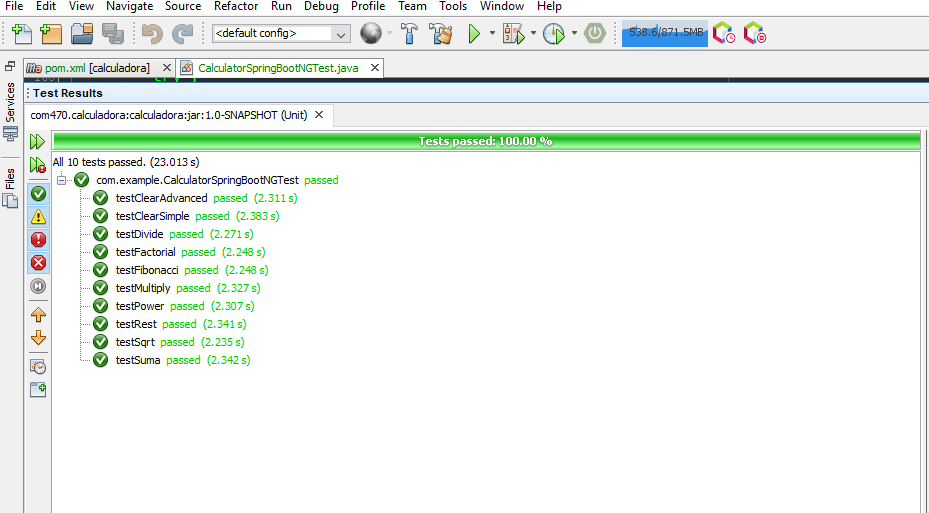 File Edit View Navigate Source Refactor Run Debug Profile Team Tools Window Help
<default config>
538.6/871.5MB
pom.xml [calculadora]
CalculatorSpringBootNGTest.java
Services
Files
Test Results
com470.calculadora:calculadora:jar:1.0-SNAPSHOT (Unit)
Tests passed: 100.00 %
All 10 tests passed. (23.013 s)
com.example.CalculatorSpringBootNGTest passed
testClearAdvanced passed (2.311 s)
testClearSimple passed (2.383 s)
testDivide passed (2.271 s)
testFactorial passed (2.248 s)
testFibonacci passed (2.248 s)
testMultiply passed (2.327 s)
testPower passed (2.307 s)
testRest passed (2.341 s)
testSqrt passed (2.235 s)
testSuma passed (2.342 s)